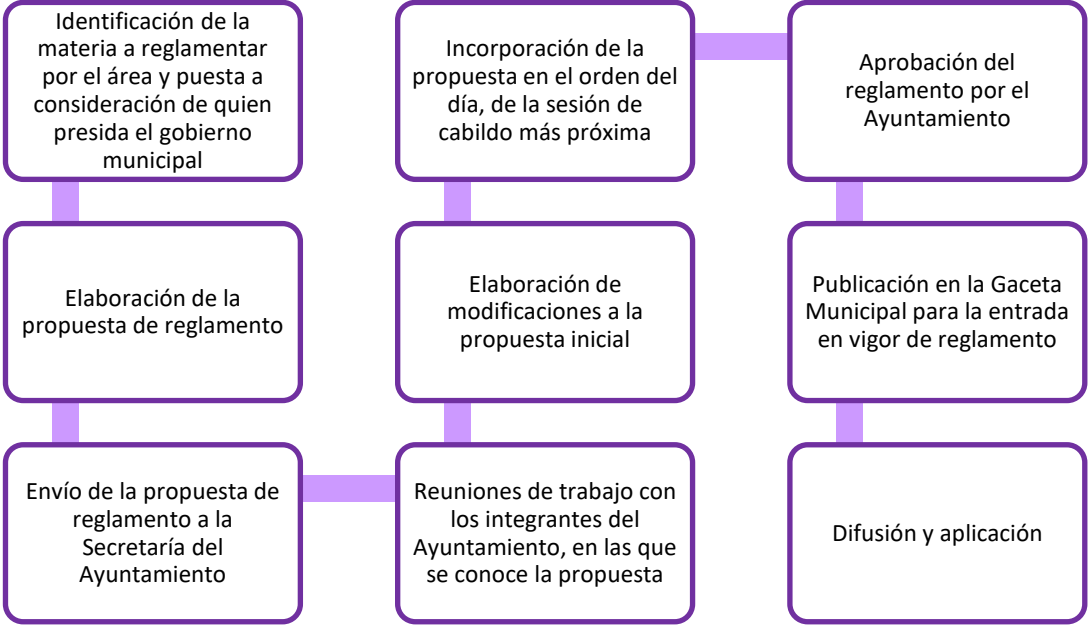 Identificación de la
materia a reglamentar
por el área y puesta a
consideración de quien
presida el gobierno
municipal
Elaboración de la
propuesta de reglamento
Envío de la propuesta de
reglamento a la
Secretaría del
Ayuntamiento
Reuniones de trabajo con
los integrantes del
Ayuntamiento, en las que
se conoce la propuesta
Elaboración de
modificaciones a la
propuesta inicial
Incorporación de la
propuesta en el orden del
día, de la sesión de
cabildo más próxima
Aprobación del
reglamento por el
Ayuntamiento
Publicación en la Gaceta
Municipal para la entrada
en vigor de reglamento
Difusión y aplicación